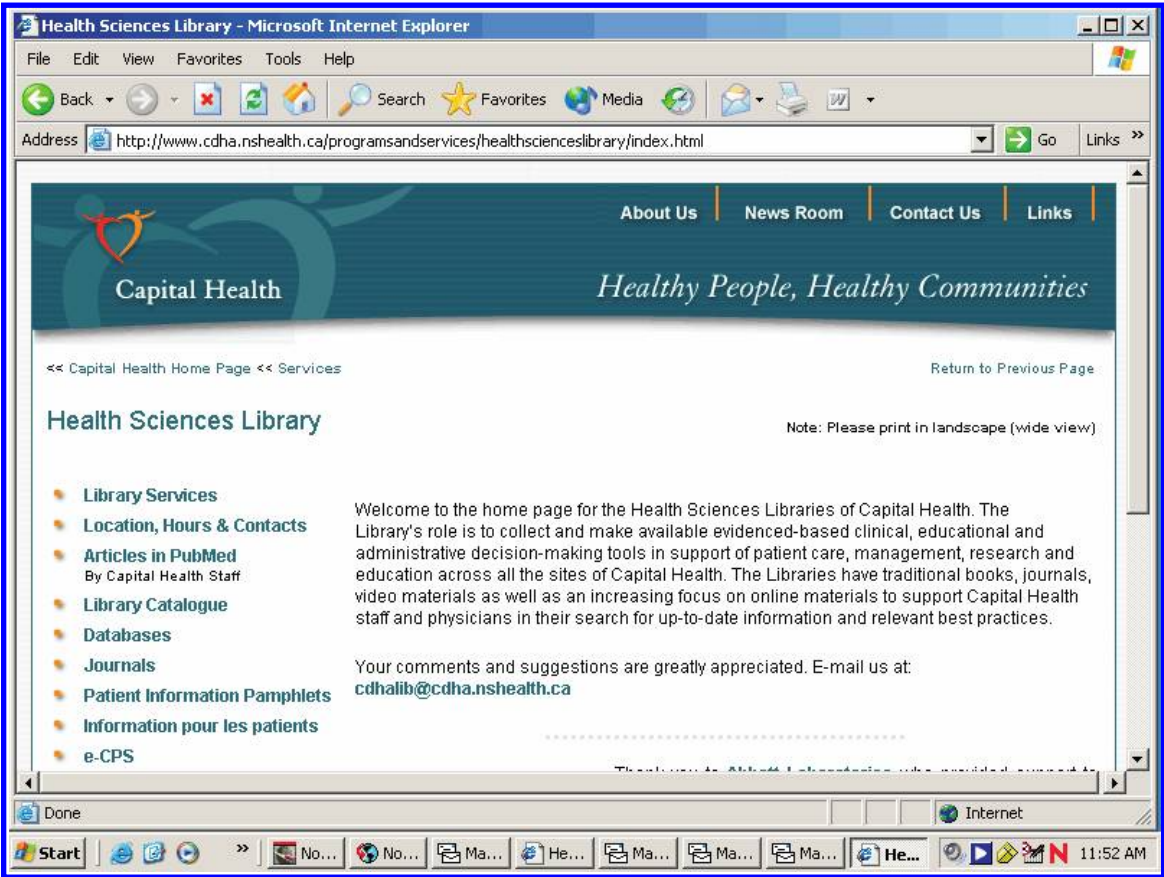 Health Sciences Library - Microsoft Internet Explorer
File Edit View Favorites Tools Help
Back Search Favorites Media
Address http://www.cdha.nshealth.ca/programsandservices/healthscienceslibrary/index.html Go Links »
About Us News Room Contact Us Links
Capital Health
Healthy People, Healthy Communities
<< Capital Health Home Page << Services
Return to Previous Page
Health Sciences Library
Note: Please print in landscape (wide view)
Library Services
Location, Hours & Contacts
Articles in PubMed
By Capital Health Staff
Library Catalogue
Databases
Journals
Patient Information Pamphlets
Information pour les patients
e-CPS
Welcome to the home page for the Health Sciences Libraries of Capital Health. The
Library's role is to collect and make available evidenced-based clinical, educational and
administrative decision-making tools in support of patient care, management, research and
education across all the sites of Capital Health. The Libraries have traditional books, journals,
video materials as well as an increasing focus on online materials to support Capital Health
staff and physicians in their search for up-to-date information and relevant best practices.
Your comments and suggestions are greatly appreciated. E-mail us at:
cdhalib@cdha.nshealth.ca
Thank you to Abbott Laboratories who provided support to
Done Internet
Start » No... No... Ma... He... Ma... Ma... Ma... He... N 11:52 AM